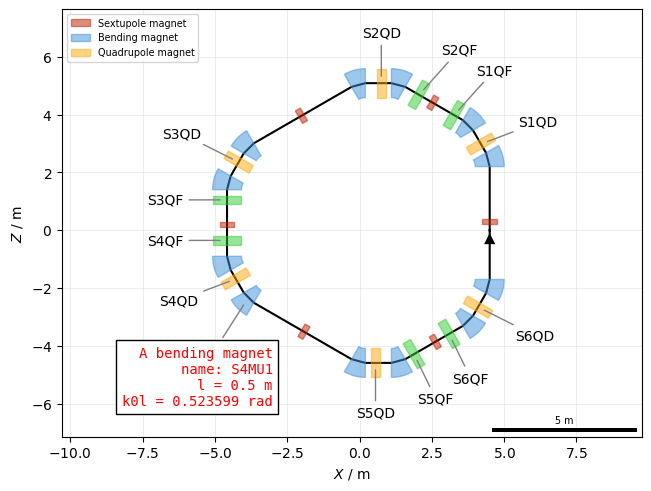 Sextupole magnet
Bending magnet
Quadrupole magnet
S2QD
S2QF
S1QF
S1QD
S3QD
S3QF
S4QF
S4QD
S6QD
S6QF
S5QF
S5QD
A bending magnet
name: S4MU1
l = 0.5 m
k0l = 0.523599 rad
5 m
6
4
2
0
−2
−4
−6
Z / m
−10.0
−7.5
−5.0
−2.5
0.0
2.5
5.0
7.5
X / m